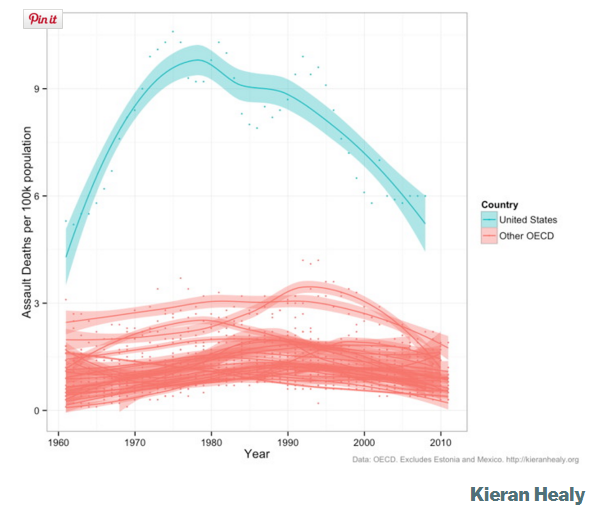 Pin it
9
6
3
0
Assault Deaths per 100k population
1960 1970 1980 1990 2000 2010
Year
Country
United States
Other OECD
Data: OECD. Excludes Estonia and Mexico. http://kieranhealy.org
Kieran Healy